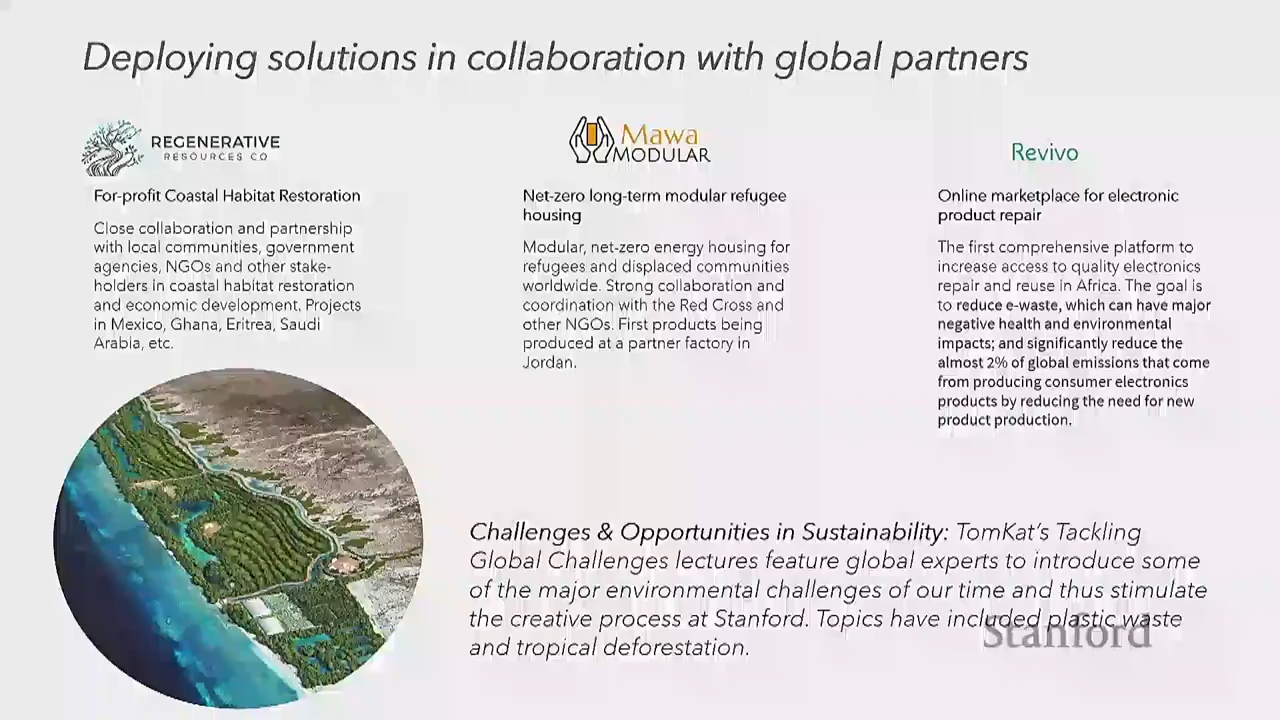 Deploying solutions in collaboration with global partners
REGENERATIVE
RESOURCES CO
For-profit Coastal Habitat Restoration
Close collaboration and partnership
with local communities, government
agencies, NGOs and other stake-
holders in coastal habitat restoration
and economic development. Projects
in Mexico, Ghana, Eritrea, Saudi
Arabia, etc.
Mawa
MODULAR
Net-zero long-term modular refugee
housing
Modular, net-zero energy housing for
refugees and displaced communities
worldwide. Strong collaboration and
coordination with the Red Cross and
other NGOs. First products being
produced at a partner factory in
Jordan.
Revivo
Online marketplace for electronic
product repair
The first comprehensive platform to
increase access to quality electronics
repair and reuse in Africa. The goal is
to reduce e-waste, which can have major
negative health and environmental
impacts; and significantly reduce the
almost 2% of global emissions that come
from producing consumer electronics
products by reducing the need for new
product production.
Challenges & Opportunities in Sustainability: TomKat's Tackling
Global Challenges lectures feature global experts to introduce some
of the major environmental challenges of our time and thus stimulate
the creative process at Stanford. Topics have included plastic waste
and tropical deforestation.
Stanford